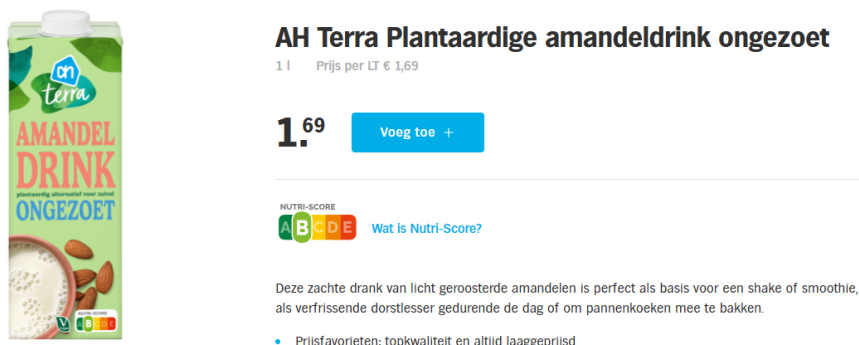 AH Terra Plantaardige amandeldrink ongezoet
1 l Prijs per LT € 1,69
1.69
Voeg toe +
NUTRI-SCORE
A B C D E
Wat is Nutri-Score?
Deze zachte drank van licht geroosterde amandelen is perfect als basis voor een shake of smoothie,
als verfrissende dorstlesser gedurende de dag of om pannenkoeken mee te bakken.
• Prijsfavorieten: topkwaliteit en altijd laaggeprijsd
ah
terra
AMANDEL
DRINK
plantaardig alternatief voor zuivel
ONGEZOET
V
NUTRI-SCORE
A B C D E